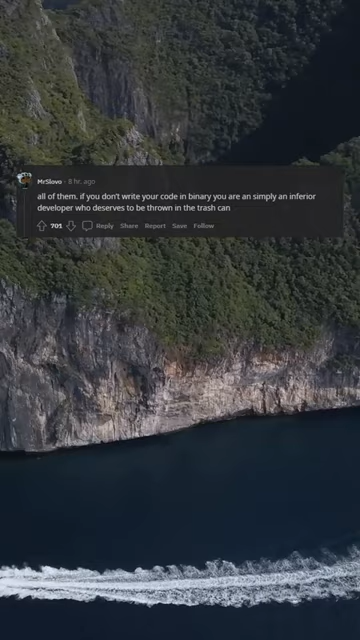 MrSlovo · 8 hr. ago
all of them. if you don't write your code in binary you are an simply an inferior
developer who deserves to be thrown in the trash can
701 Reply Share Report Save Follow